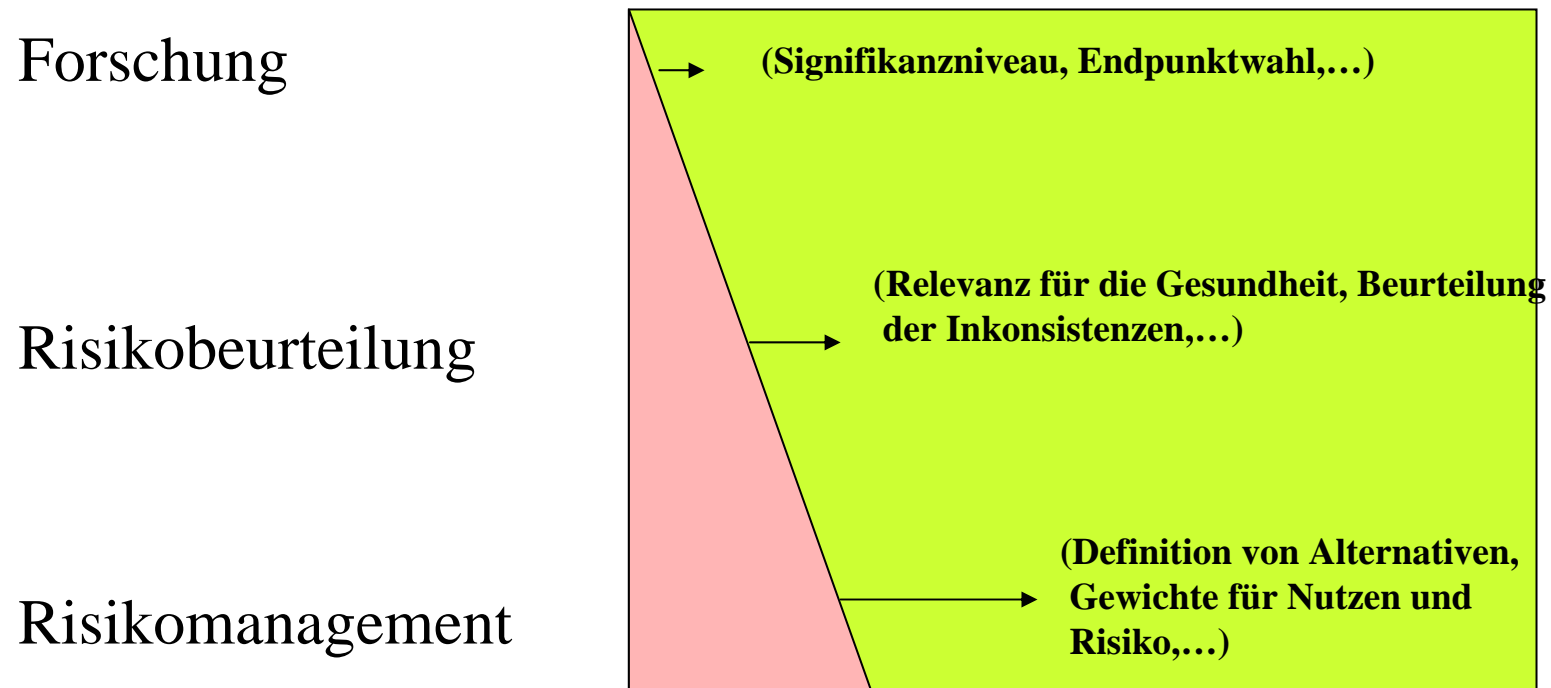 Forschung
(Signifikanzniveau, Endpunktwahl,…)
Risikobeurteilung
(Relevanz für die Gesundheit, Beurteilung
der Inkonsistenzen,…)
Risikomanagement
(Definition von Alternativen,
Gewichte für Nutzen und
Risiko,…)